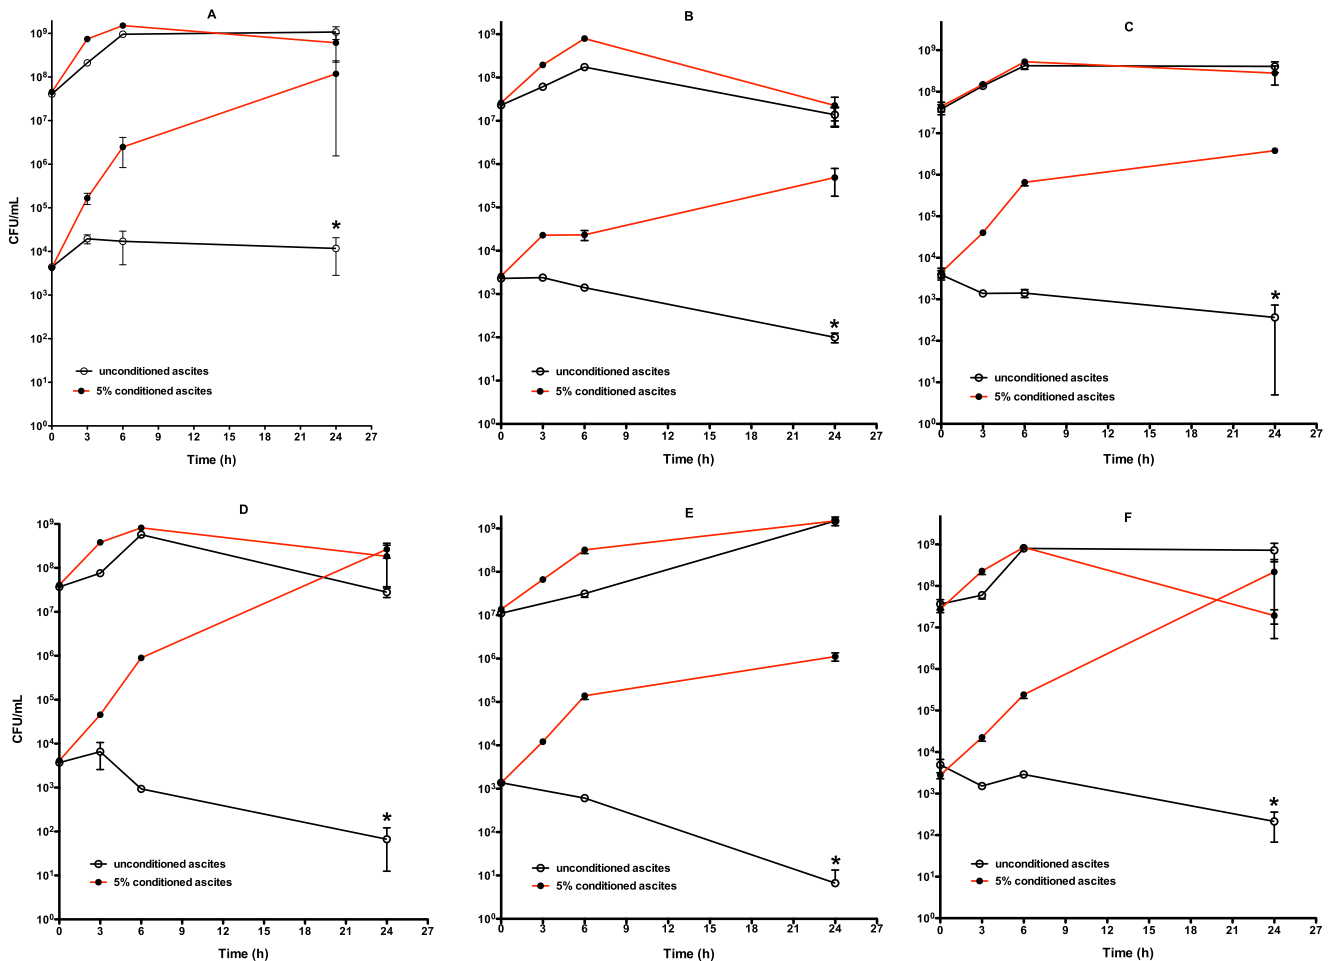 A
CFU/mL
10⁹
10⁸
10⁷
10⁶
10⁵
10⁴
10³
10²
10¹
10⁰
*
unconditioned ascites
5% conditioned ascites
0 3 6 9 12 15 18 21 24 27
Time (h)
B
10⁹
10⁸
10⁷
10⁶
10⁵
10⁴
10³
10²
10¹
10⁰
*
unconditioned ascites
5% conditioned ascites
0 3 6 9 12 15 18 21 24 27
Time (h)
C
10⁹
10⁸
10⁷
10⁶
10⁵
10⁴
10³
10²
10¹
10⁰
*
unconditioned ascites
5% conditioned ascites
0 3 6 9 12 15 18 21 24 27
Time (h)
D
CFU/mL
10⁹
10⁸
10⁷
10⁶
10⁵
10⁴
10³
10²
10¹
10⁰
*
unconditioned ascites
5% conditioned ascites
0 3 6 9 12 15 18 21 24 27
Time (h)
E
10⁹
10⁸
10⁷
10⁶
10⁵
10⁴
10³
10²
10¹
10⁰
*
unconditioned ascites
5% conditioned ascites
0 3 6 9 12 15 18 21 24 27
Time (h)
F
10⁹
10⁸
10⁷
10⁶
10⁵
10⁴
10³
10²
10¹
10⁰
*
unconditioned ascites
5% conditioned ascites
0 3 6 9 12 15 18 21 24 27
Time (h)